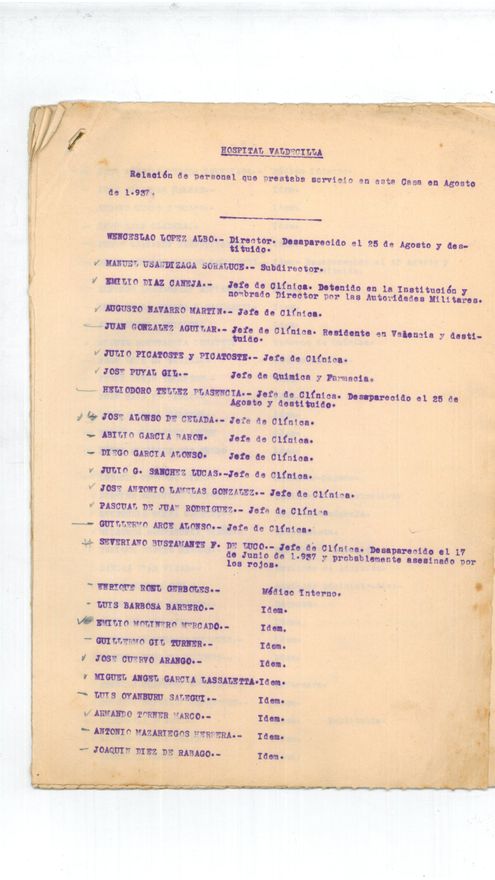 HOSPITAL VALDECILLA
Relación de personal que prestaba servicio en esta Casa en Agosto
de 1.937.
WENCESLAO LOPEZ ALBO.- Director. Desaparecido el 25 de Agosto y des-
tituido.
MANUEL USANDIZAGA SORALUCE.- Subdirector.
EMILIO DIAZ CANEJA.- Jefe de Clínica. Detenido en la Institución y
nombrado Director por las Autoridades Militares.
AUGUSTO NAVARRO MARTIN.- Jefe de Clínica.
JUAN GONZALEZ AGUILAR.- Jefe de Clínica. Residente en Valencia y desti-
tuido.
JULIO PICATOSTE y PICATOSTE.- Jefe de Clínica.
JOSE PUYAL GIL.- Jefe de Quimica y Farmacia.
HELIODORO TELLEZ PLASENCIA.- Jefe de Clínica. Desaparecido el 25 de
Agosto y destituido.
JOSE ALONSO DE CELADA.- Jefe de Clínica.
ABILIO GARCIA BARON. Jefe de Clínica.
DIEGO GARCIA ALONSO. Jefe de Clínica.
JULIO G. SANCHEZ LUCAS.-Jefe de Clínica.
JOSE ANTONIO LAMELAS GONZALEZ.- Jefe de Clínica.
PASCUAL DE JUAN RODRIGUEZ.- Jefe de Clínica
GUILLERMO ARCE ALONSO.- Jefe de Clínica.
SEVERIANO BUSTAMANTE F. DE LUCO.- Jefe de Clínica. Desaparecido el 17
de Junio de 1.937 y probablemente asesinado por
los rojos.
ENRIQUE ROEL GERBOLES.- Médico Interno.
LUIS BARBOSA BARBERO.- Idem.
EMILIO MOLINERO MERCADO.- Idem.
GUILLERMO GIL TURNER.- Idem.
JOSE CUERVO ARANGO.- Idem.
MIGUEL ANGEL GARCIA LASSALETTA.Idem.
LUIS OYANBURU SALEGUI.- Idem.
ARMANDO TORNER MARCO.- Idem.
ANTONIO MAZARIEGOS HERRERA.- Idem.
JOAQUIN DIEZ DE RABAGO.- Idem.